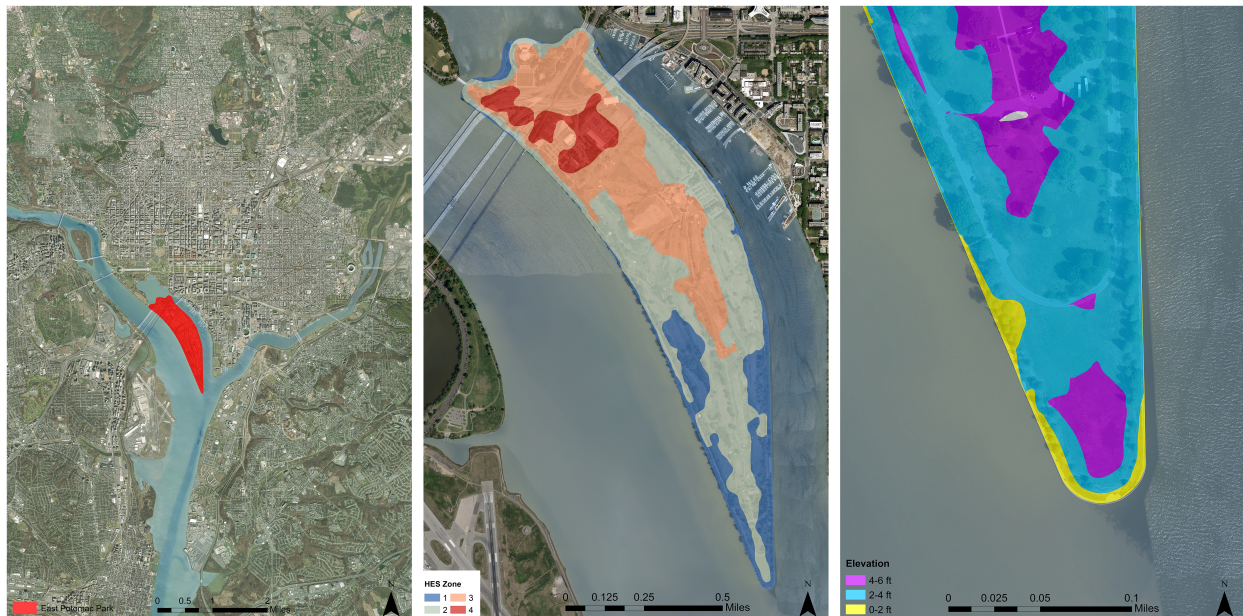 East Potomac Park
0 0.5 1 2
Miles
N
HES Zone
1 3
2 4
0 0.125 0.25 0.5
Miles
N
Elevation
4-6 ft
2-4 ft
0-2 ft
0 0.025 0.05 0.1
Miles
N